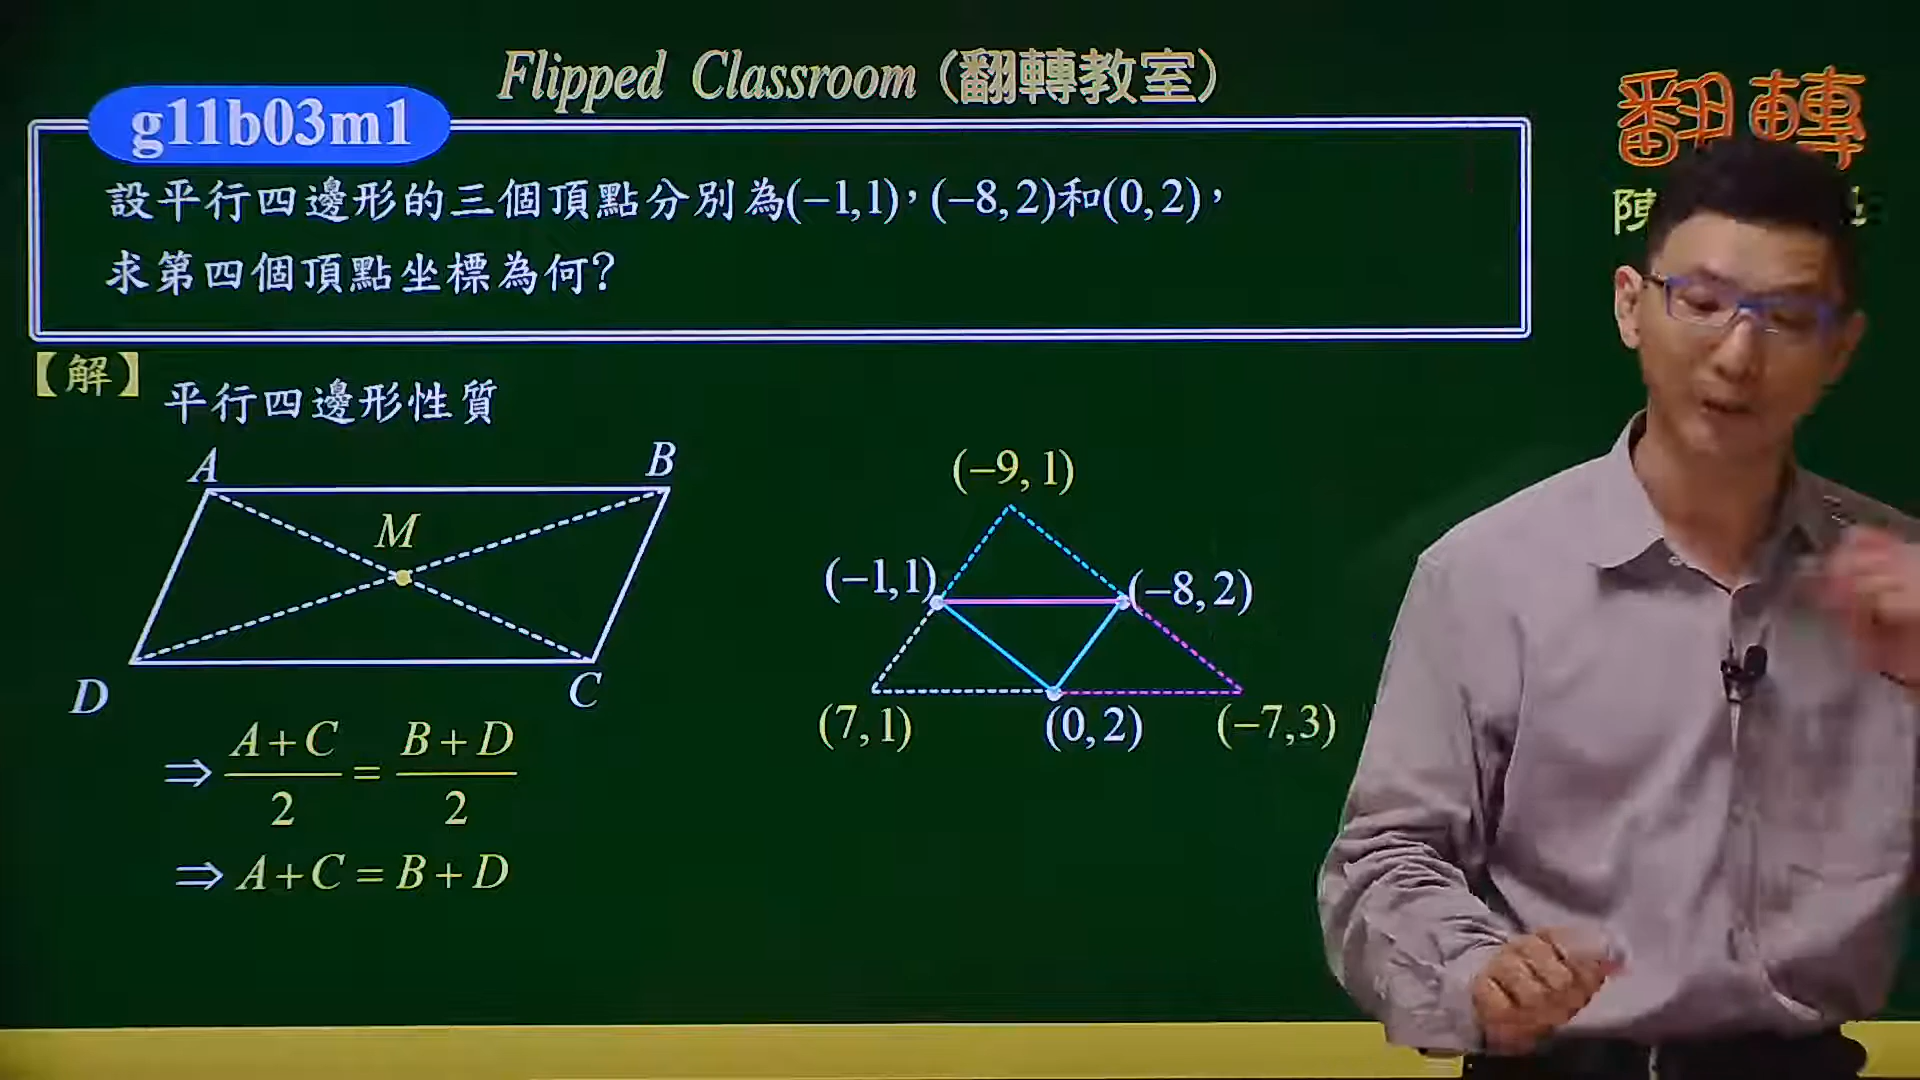 Flipped Classroom (翻轉教室)
翻轉
陳
g11b03m1
設平行四邊形的三個頂點分別為(−1,1)，(−8,2)和(0,2)，
求第四個頂點坐標為何?
【解】
平行四邊形性質
A
B
M
D
C
⇒ A+C/2 = B+D/2
⇒ A+C=B+D
(−9,1)
(−1,1)
(−8,2)
(7,1)
(0,2)
(−7,3)